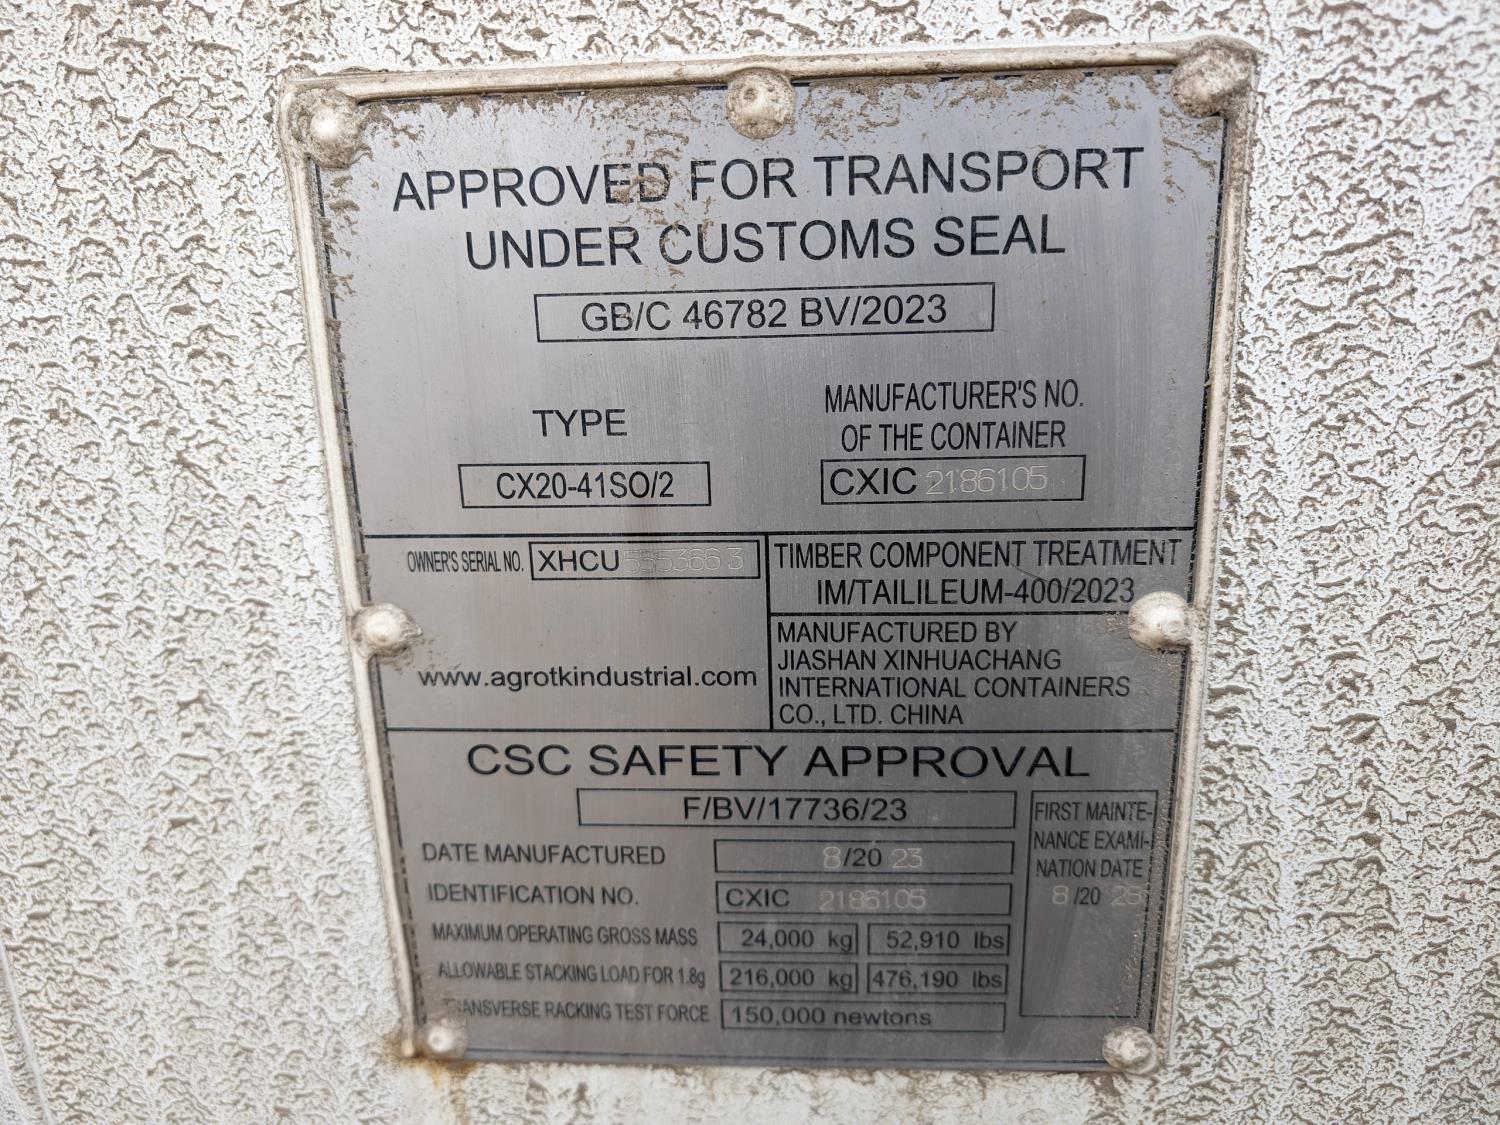 APPROVED FOR TRANSPORT
UNDER CUSTOMS SEAL
GB/C 46782 BV/2023
TYPE
CX20-41SO/2
MANUFACTURER'S NO.
OF THE CONTAINER
CXIC 2186105
OWNER'S SERIAL NO. XHCU 5553663
www.agrotkindustrial.com
TIMBER COMPONENT TREATMENT
IM/TAILILEUM-400/2023
MANUFACTURED BY
JIASHAN XINHUACHANG
INTERNATIONAL CONTAINERS
CO., LTD. CHINA
CSC SAFETY APPROVAL
F/BV/17736/23
DATE MANUFACTURED 8/20 23
IDENTIFICATION NO. CXIC 2186105
MAXIMUM OPERATING GROSS MASS 24,000 kg 52,910 lbs
ALLOWABLE STACKING LOAD FOR 1.8g 216,000 kg 476,190 lbs
TRANSVERSE RACKING TEST FORCE 150,000 newtons
FIRST MAINTE-
NANCE EXAMI-
NATION DATE
8/20 28